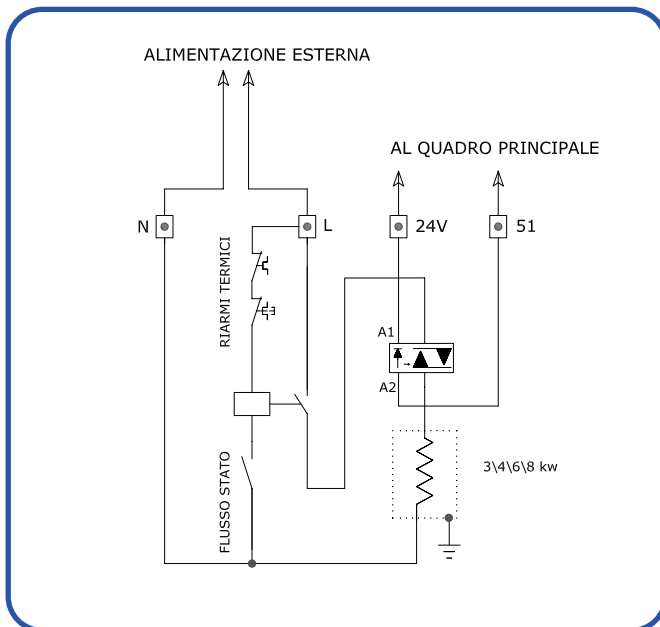 ALIMENTAZIONE ESTERNA
AL QUADRO PRINCIPALE
N
L
24V
51
RIARMI TERMICI
A1
A2
3\4\6\8 kw
FLUSSO STATO